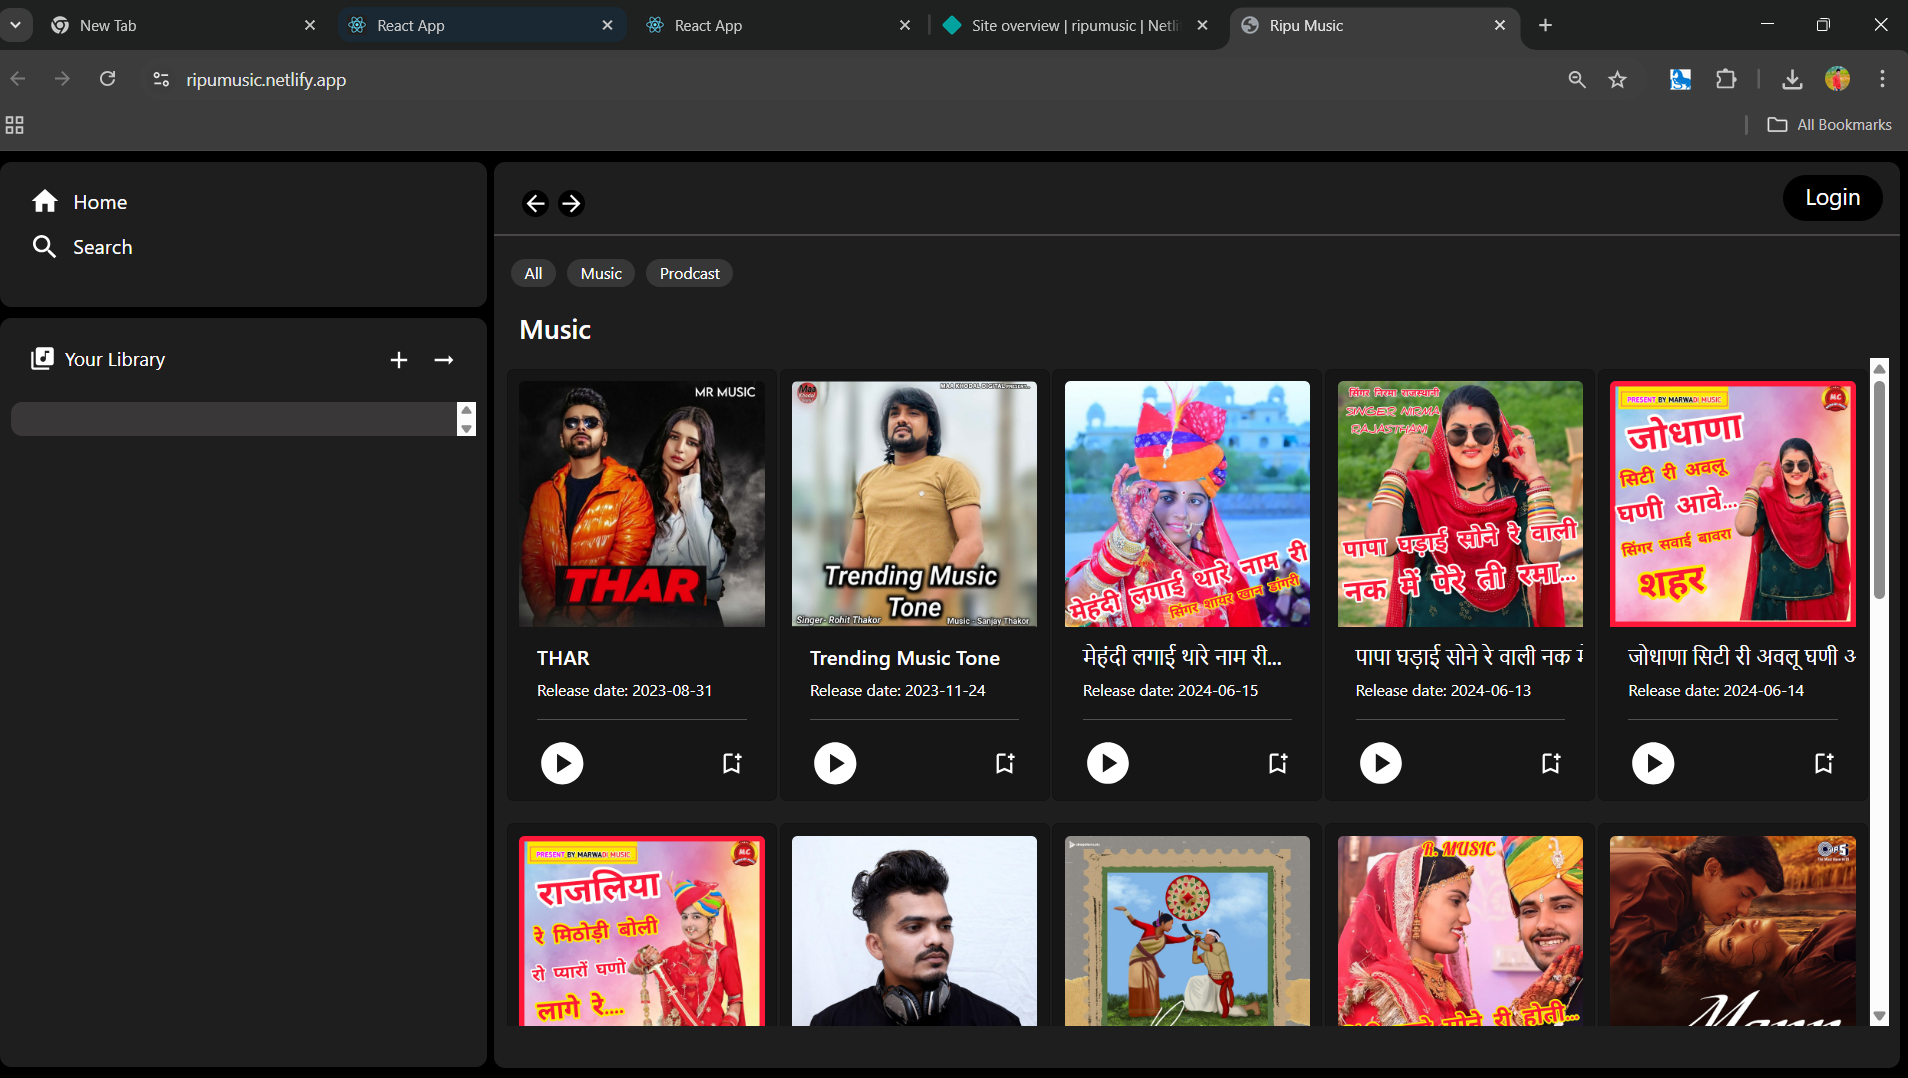 New Tab
React App
React App
Site overview | ripumusic | Netli
Ripu Music
ripumusic.netlify.app
All Bookmarks
Home
Search
Login
All
Music
Prodcast
Your Library
Music
MR MUSIC
THAR
THAR
Release date: 2023-08-31
Trending Music
Tone
Singer- Rohit Thakor
Music - Sanjay Thakor
Trending Music Tone
Release date: 2023-11-24
मेहंदी लगाई थारे नाम री
सिंगर शायर खान डांगरी
मेहंदी लगाई थारे नाम री...
Release date: 2024-06-15
सिंगर निरमा राजस्थानी
SINGER NIRMA
RAJASTHANI
पापा घड़ाई सोने रे वाली
नक में पेरे ती रमा...
पापा घड़ाई सोने रे वाली नक में
Release date: 2024-06-13
PRESENT BY MARWADI MUSIC
MC
जोधाणा
सिटी री अवलू
घणी आवे...
सिंगर सवाई बावरा
शहर
जोधाणा सिटी री अवलू घणी अ
Release date: 2024-06-14
PRESENT BY MARWADI MUSIC
MC
राजलिया
रे मिठोड़ी बोली
रो प्यारों घणो
लागे रे....
R. MUSIC
सोने री होती...
Tips
Mann